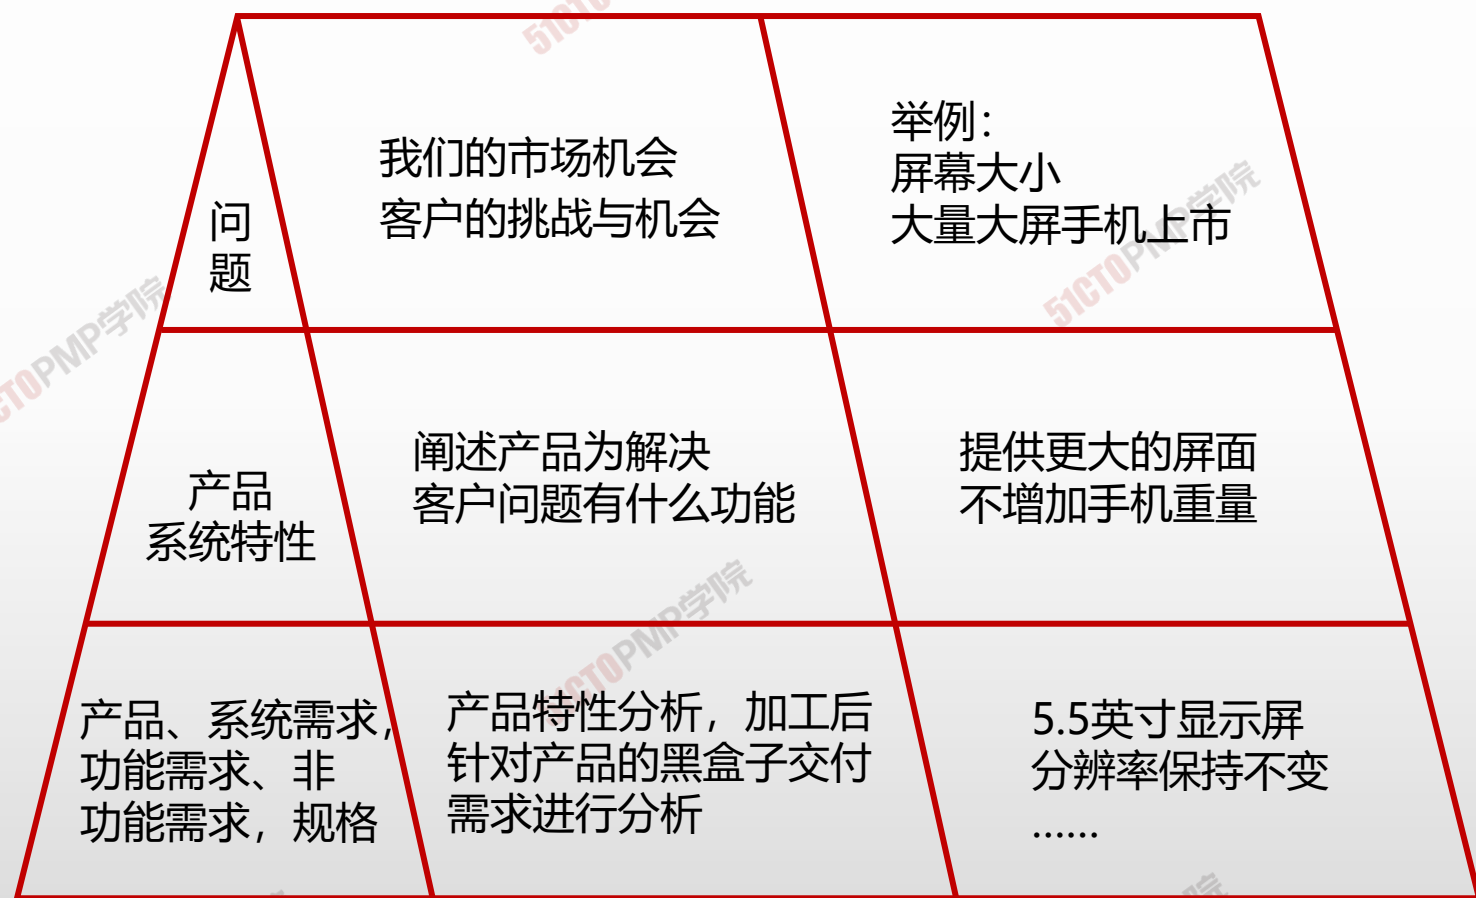 问
题
我们的市场机会
客户的挑战与机会
举例：
屏幕大小
大量大屏手机上市
产品
系统特性
阐述产品为解决
客户问题有什么功能
提供更大的屏面
不增加手机重量
产品、系统需求，
功能需求、非
功能需求，规格
产品特性分析，加工后
针对产品的黑盒子交付
需求进行分析
5.5英寸显示屏
分辨率保持不变
……
51CTO
CTOPMP学院
51CTOPMP学院
51CTOPMP学院
院